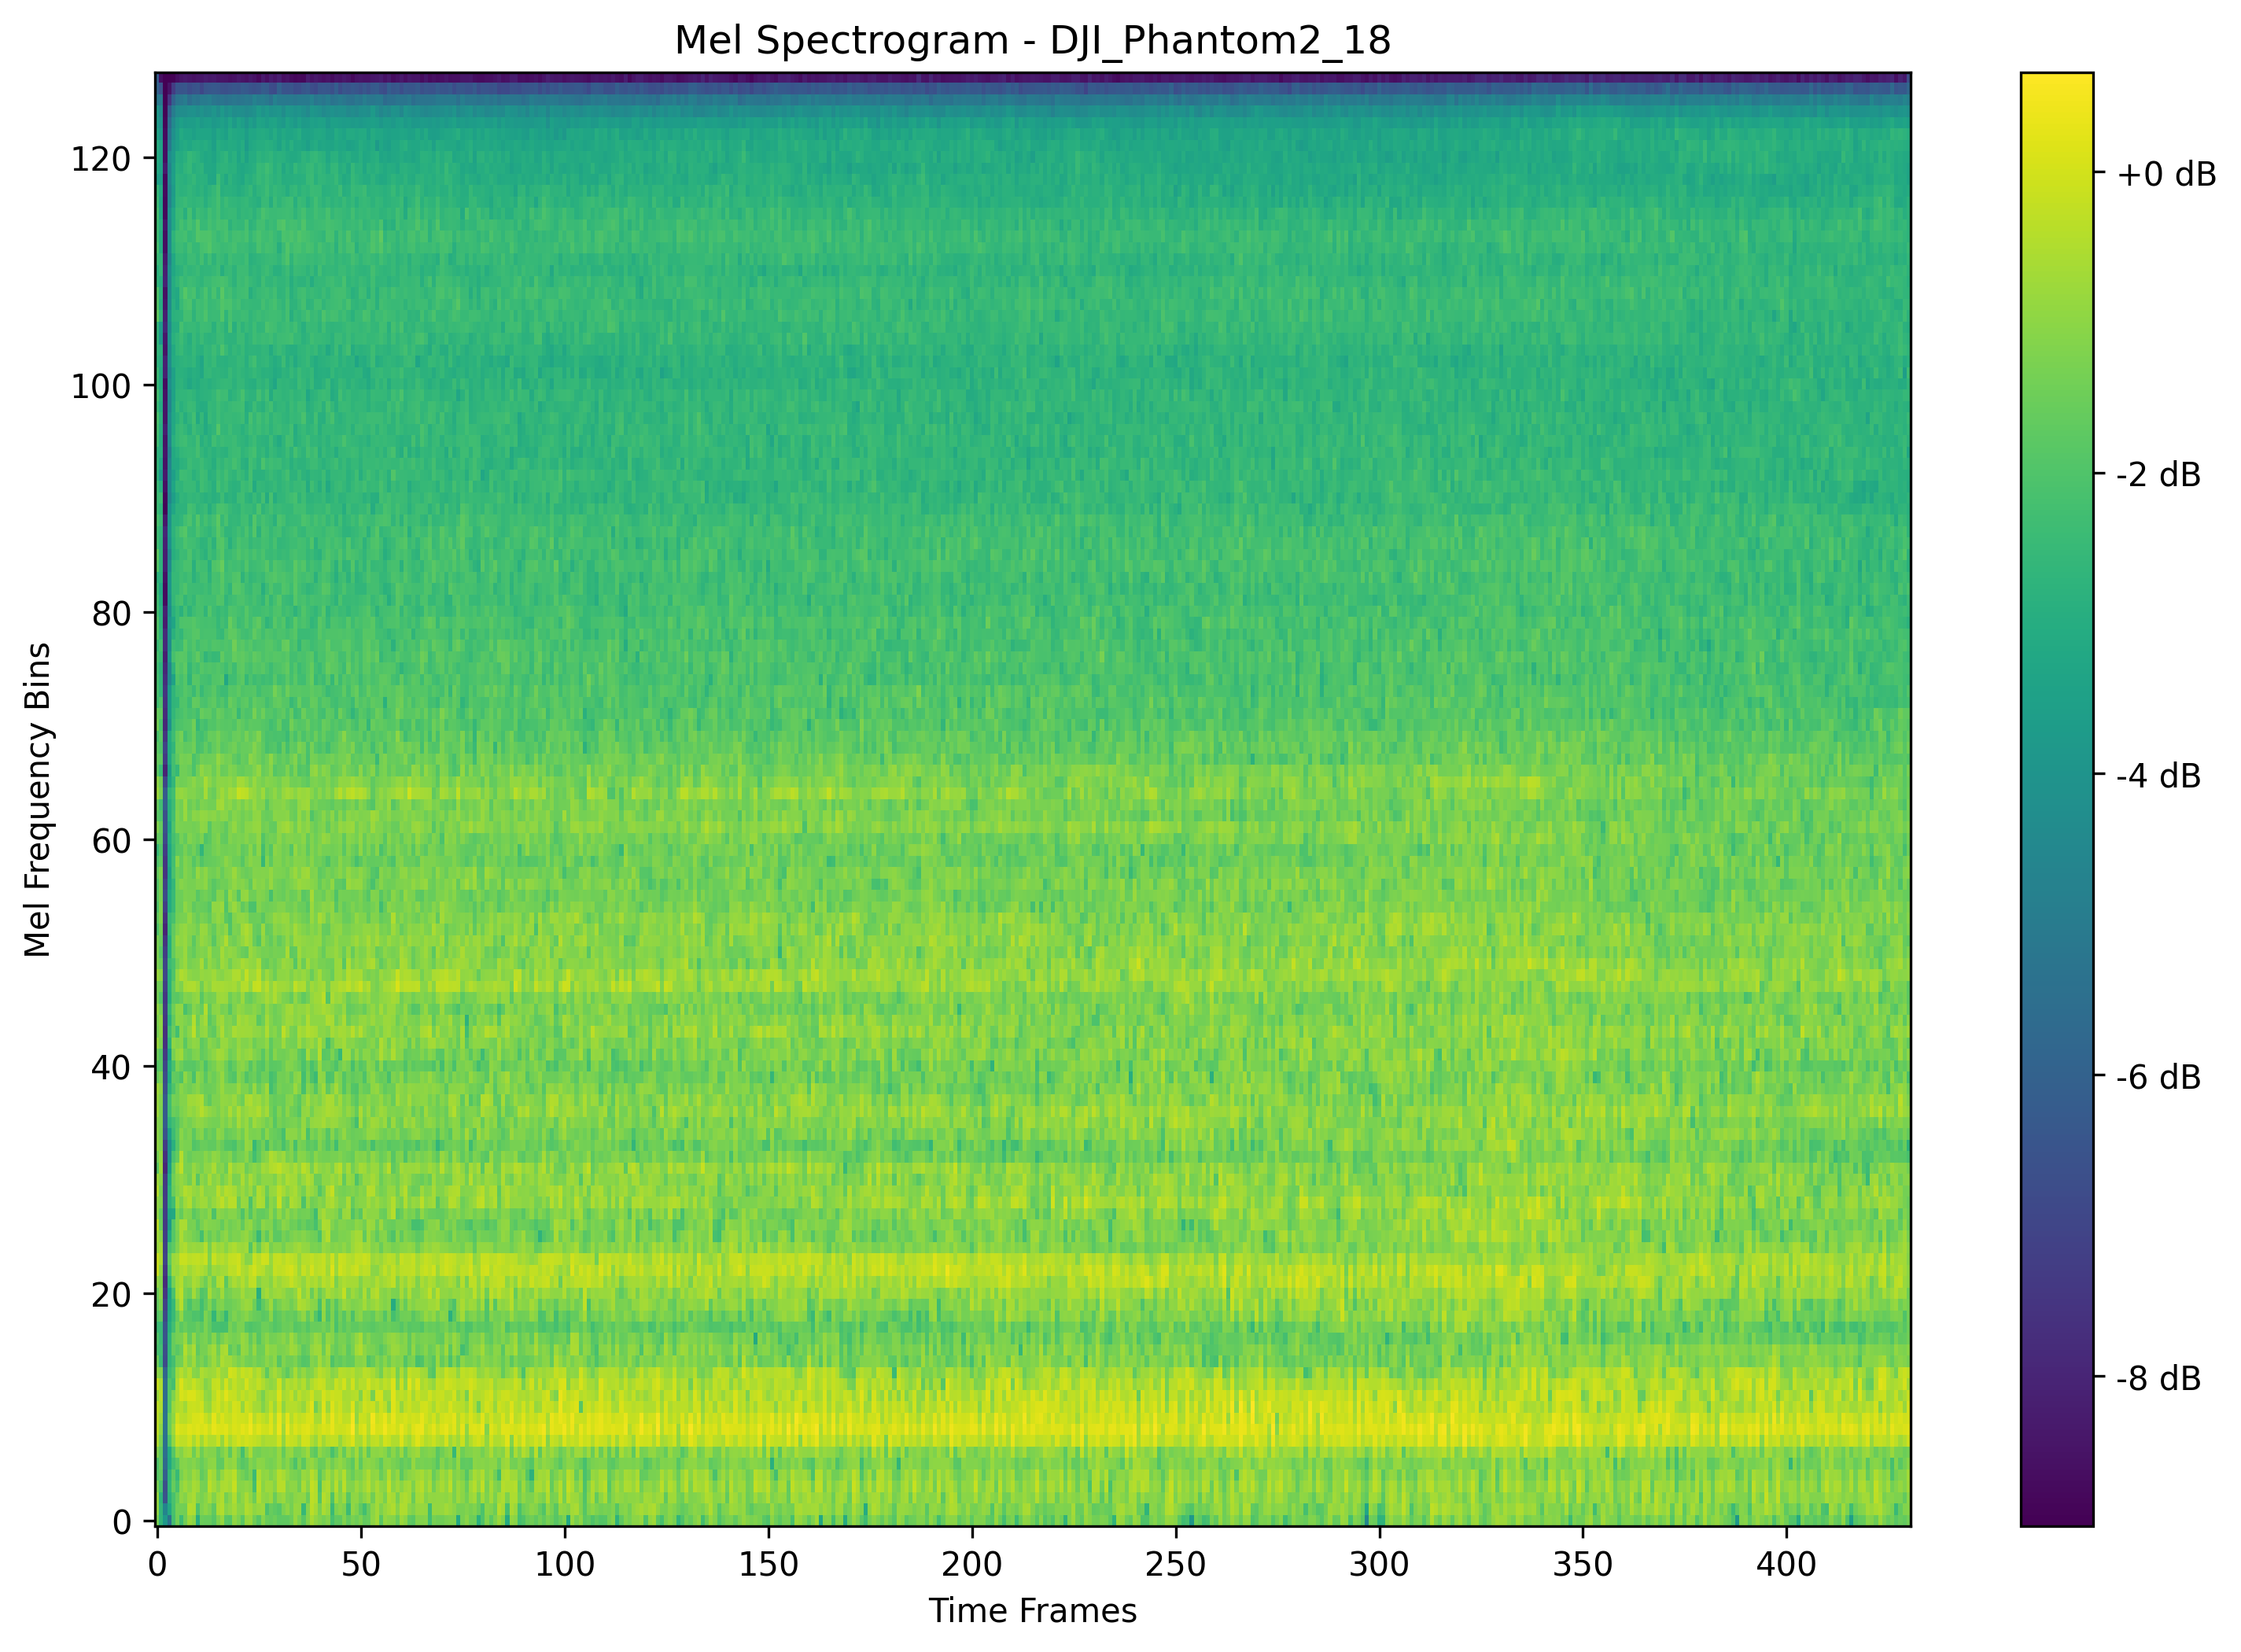 Mel Spectrogram - DJI_Phantom2_18
120
100
80
60
40
20
0
Mel Frequency Bins
0 50 100 150 200 250 300 350 400
Time Frames
+0 dB
-2 dB
-4 dB
-6 dB
-8 dB